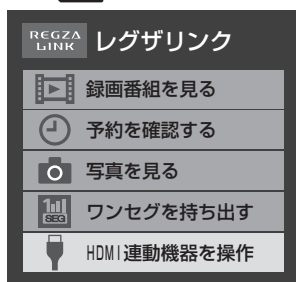 REGZA LINK レグザリンク
録画番組を見る
予約を確認する
写真を見る
1seg SEG ワンセグを持ち出す
HDMI連動機器を操作